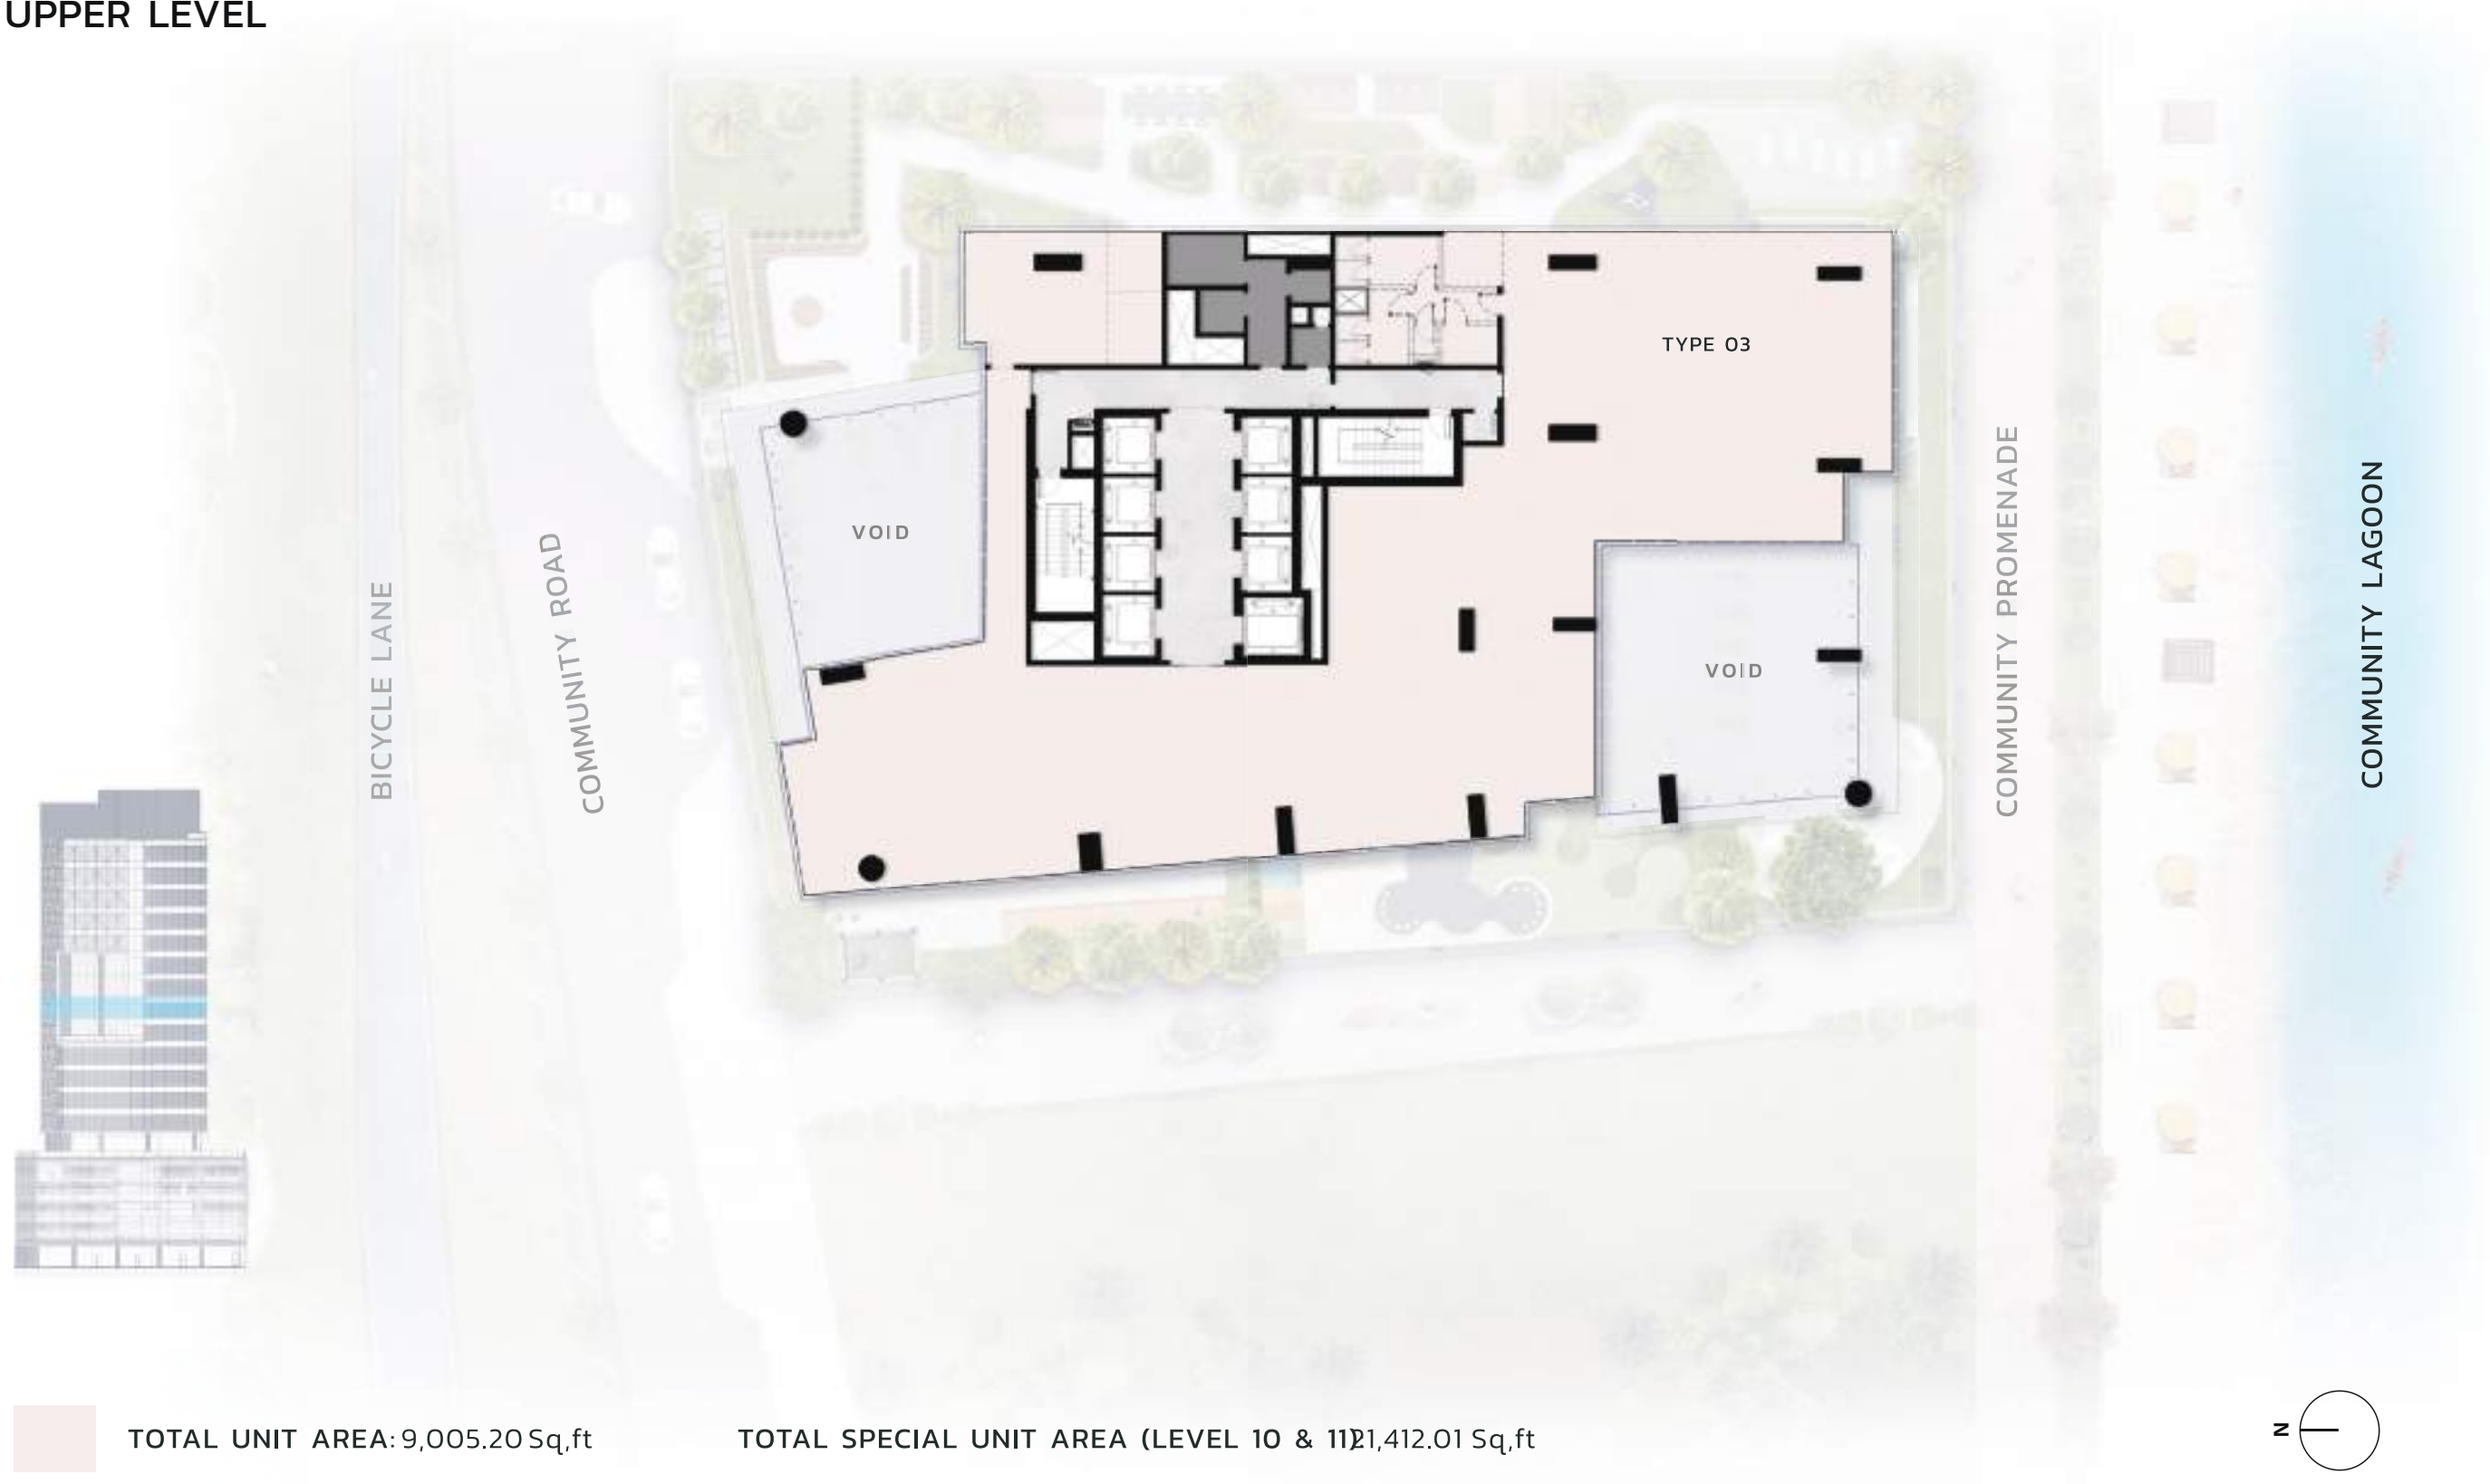 UPPER LEVEL
TYPE 03
VOID
VOID
BICYCLE LANE
COMMUNITY ROAD
COMMUNITY PROMENADE
COMMUNITY LAGOON
TOTAL UNIT AREA: 9,005.20 Sq,ft
TOTAL SPECIAL UNIT AREA (LEVEL 10 & 11): 21,412.01 Sq,ft
N